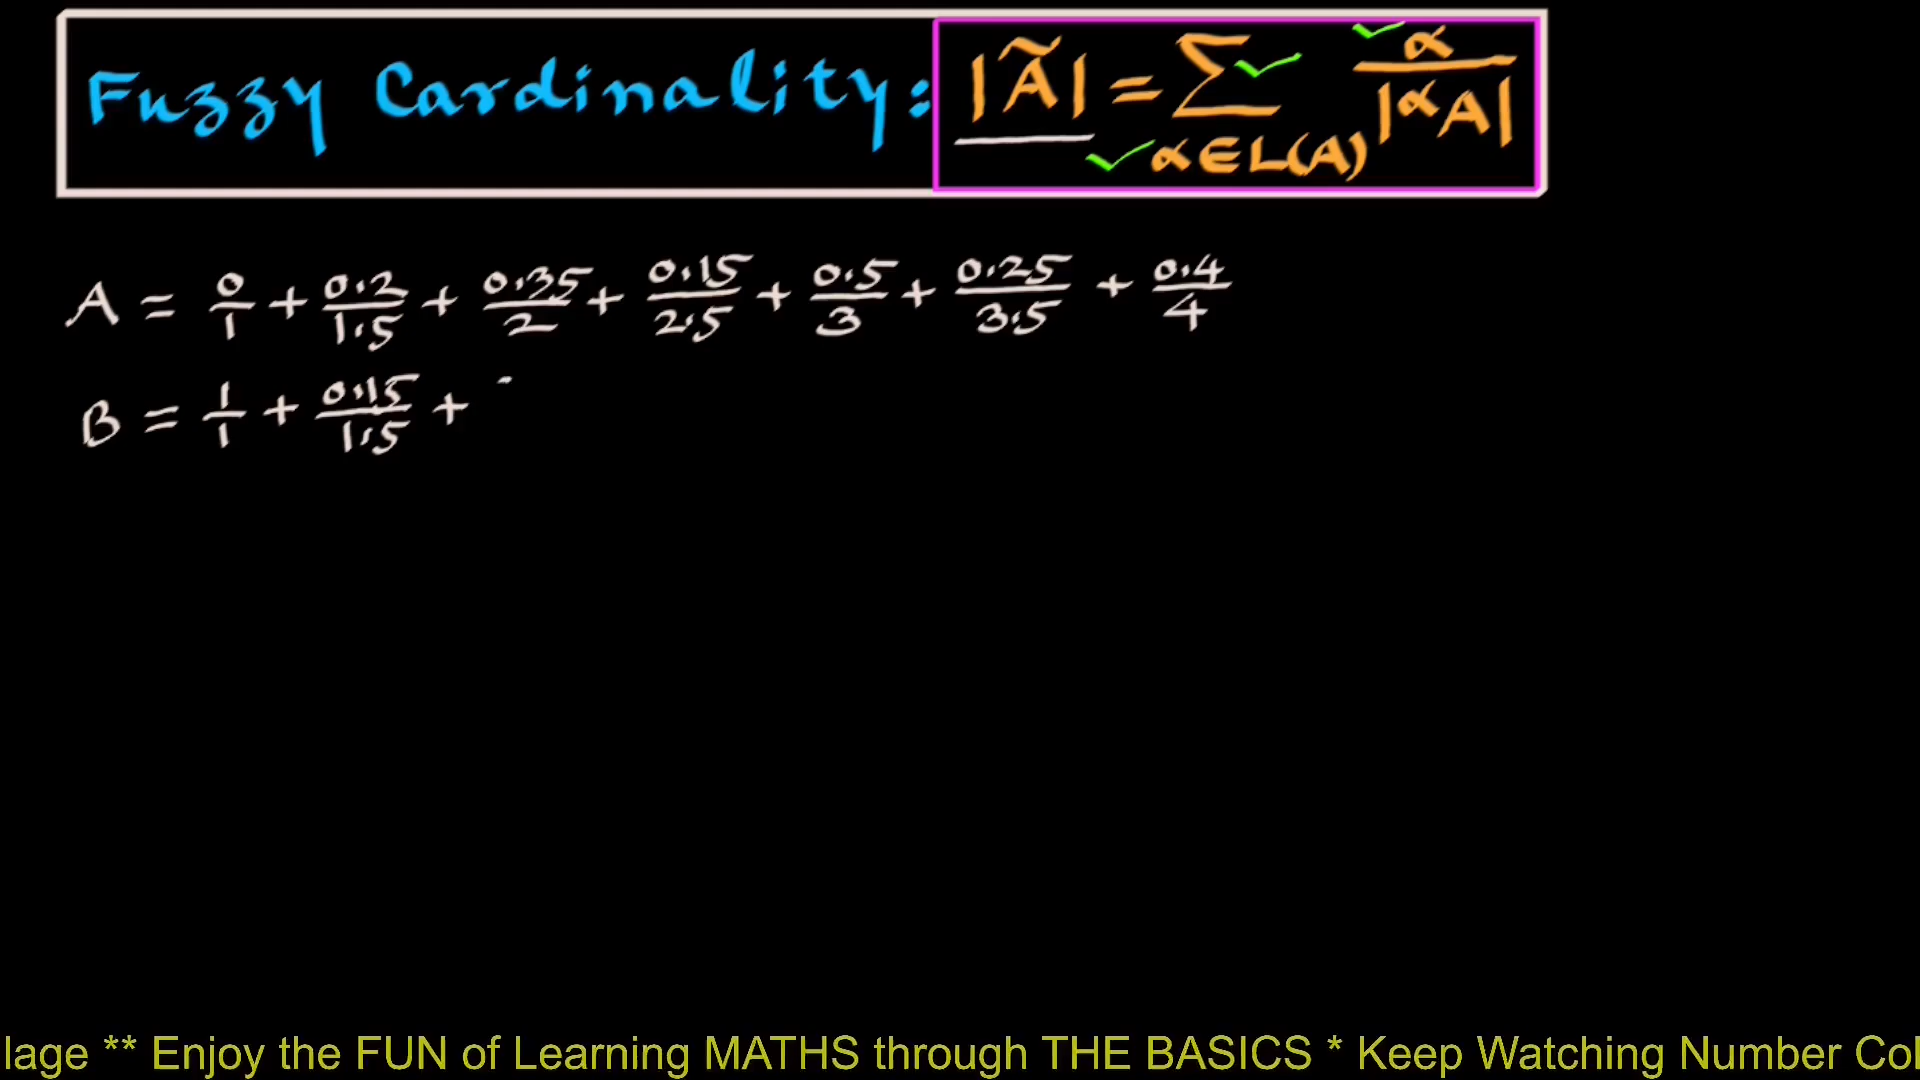 Fuzzy Cardinality: |Ã| = Σ_{α∈L(A)} α/|αA|
A = 0/1 + 0.2/1.5 + 0.35/2 + 0.15/2.5 + 0.5/3 + 0.25/3.5 + 0.4/4
B = 1/1 + 0.15/1.5 +
lage ** Enjoy the FUN of Learning MATHS through THE BASICS * Keep Watching Number Col